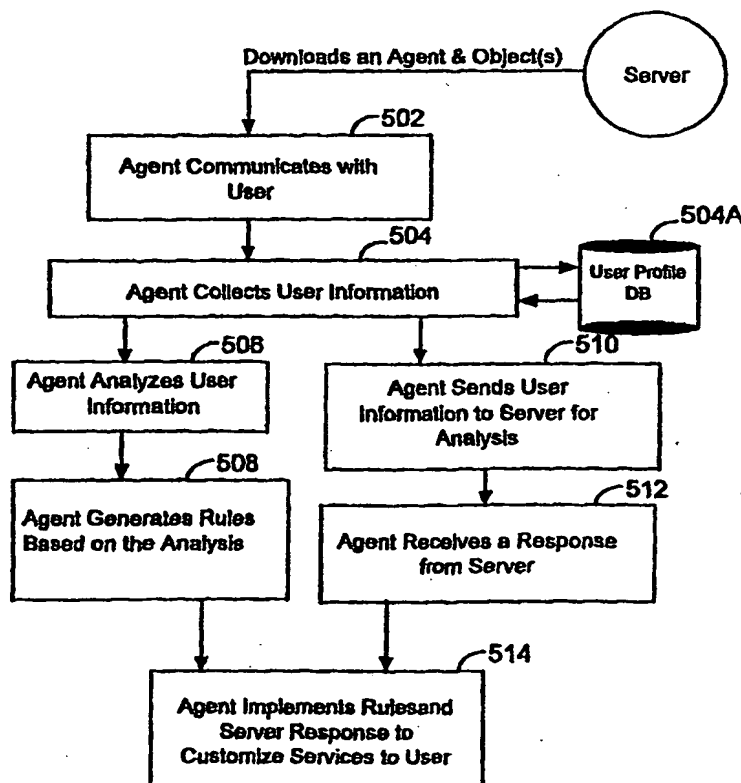 Downloads an Agent & Object(s)
Server
502
Agent Communicates with
User
504
504A
Agent Collects User Information
User Profile
DB
508
510
Agent Analyzes User
Information
Agent Sends User
Information to Server for
Analysis
508
512
Agent Generates Rules
Based on the Analysis
Agent Receives a Response
from Server
514
Agent Implements Rulesand
Server Response to
Customize Services to User